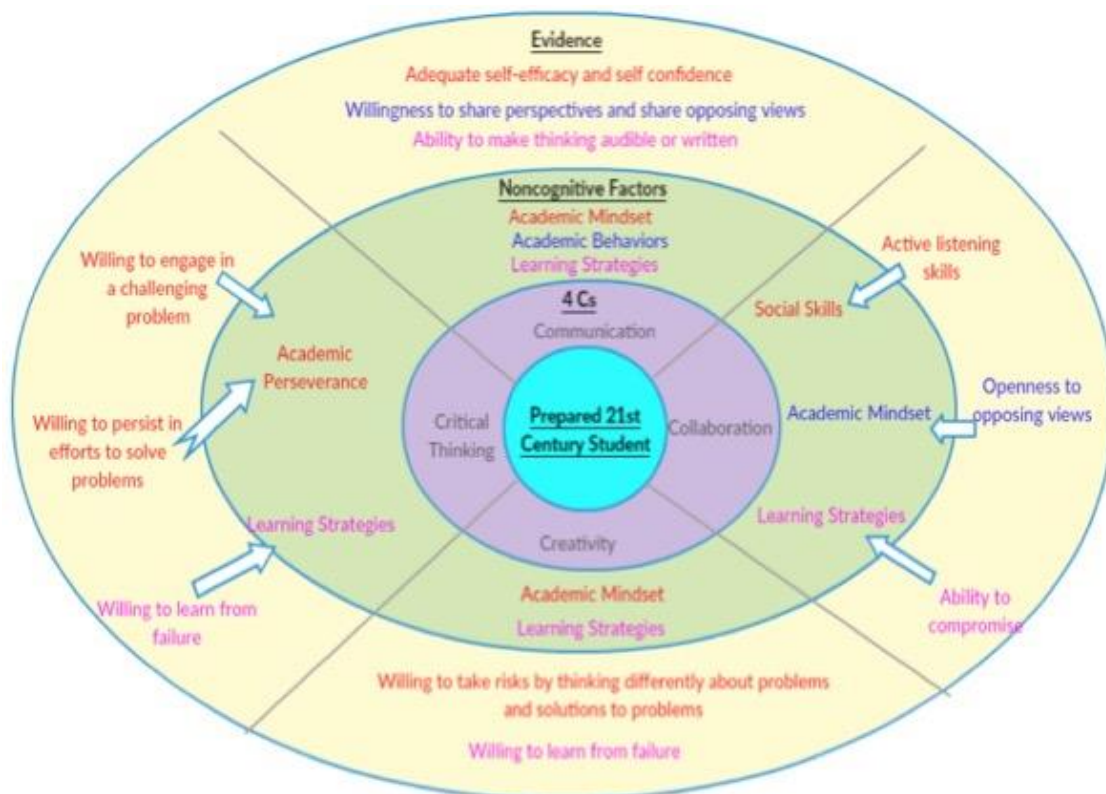 Evidence
Adequate self-efficacy and self confidence
Willingness to share perspectives and share opposing views
Ability to make thinking audible or written
Noncognitive Factors
Academic Mindset
Academic Behaviors
Learning Strategies
4 Cs
Communication
Willing to engage in
a challenging
problem
Academic
Perseverance
Willing to persist in
efforts to solve
problems
Learning Strategies
Willing to learn from
failure
Critical
Thinking
Prepared 21st
Century Student
Collaboration
Social Skills
Active listening
skills
Academic Mindset
Openness to
opposing views
Learning Strategies
Ability to
compromise
Creativity
Academic Mindset
Learning Strategies
Willing to take risks by thinking differently about problems
and solutions to problems
Willing to learn from failure